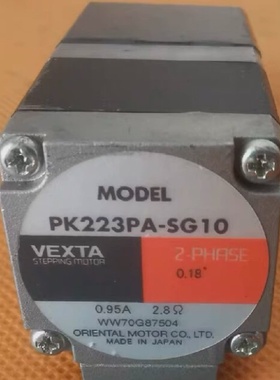 MODEL
PK223PA-SG10
VEXTA 2-PHASE
STEPPING MOTOR 0.18°
0.95A 2.8Ω
WW70G87504
ORIENTAL MOTOR CO., LTD.
MADE IN JAPAN